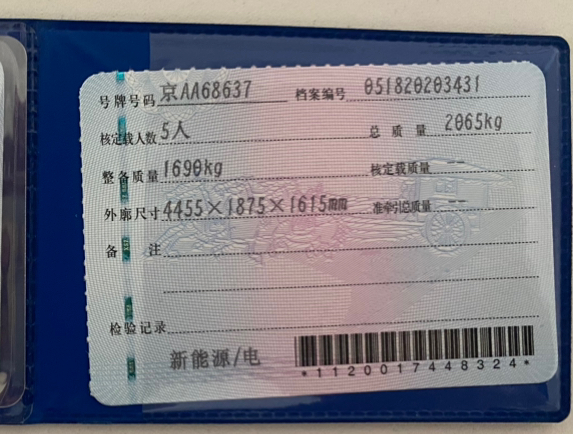 号牌号码 京AA68637 档案编号 051820203431
核定载人数 5人 总质量 2065kg
整备质量 1690kg 核定载质量 --
外廓尺寸 4455×1875×1615㎜ 准牵引总质量 --
备注
检验记录
新能源/电
*1120017448324*